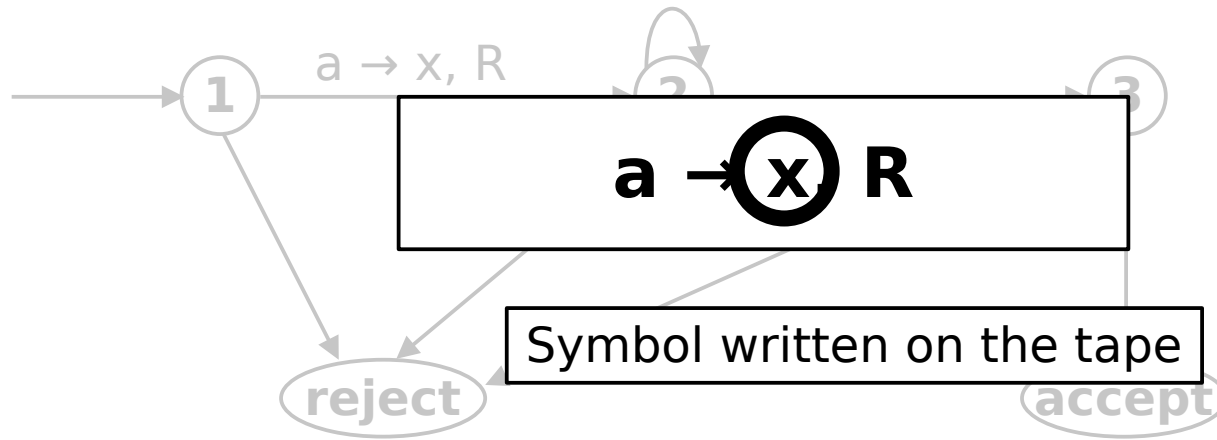 a → x, R
1
2
3
a → x, R
Symbol written on the tape
reject
accept